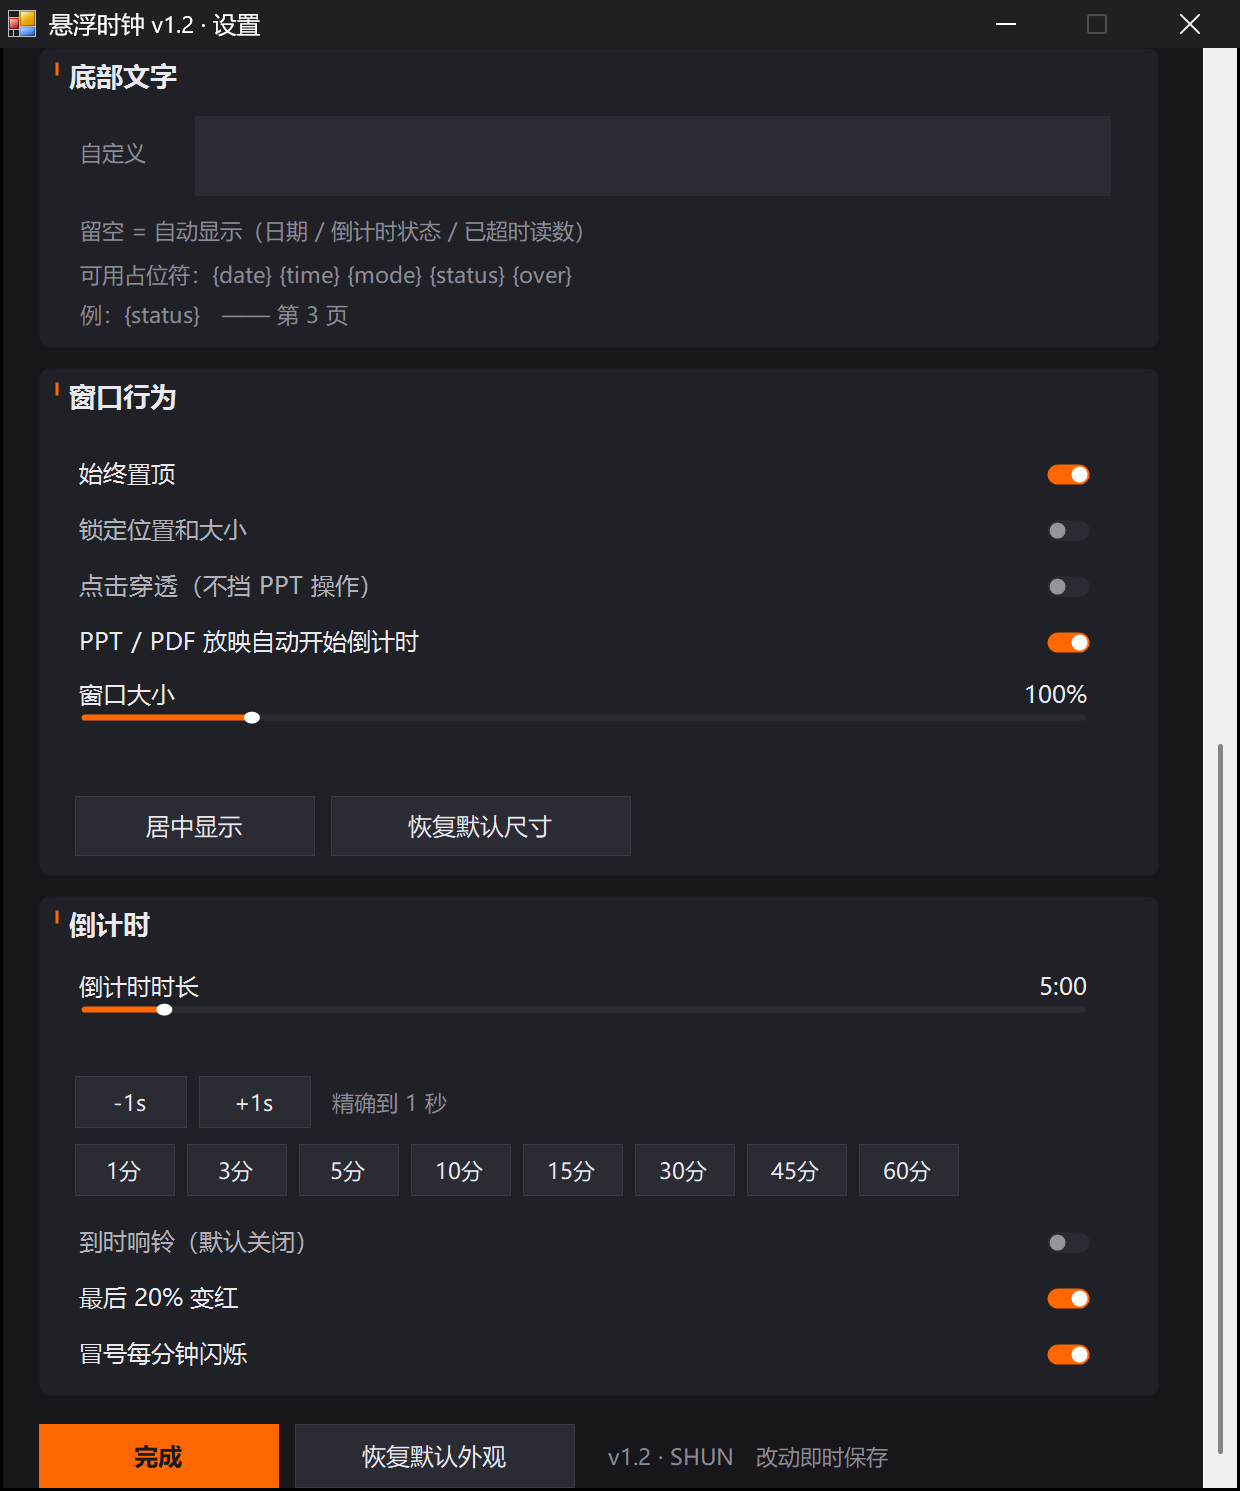 悬浮时钟 v1.2 · 设置
底部文字
自定义
留空 = 自动显示（日期 / 倒计时状态 / 已超时读数）
可用占位符：{date} {time} {mode} {status} {over}
例：{status} —— 第 3 页
窗口行为
始终置顶
锁定位置和大小
点击穿透（不挡 PPT 操作）
PPT / PDF 放映自动开始倒计时
窗口大小 100%
居中显示 恢复默认尺寸
倒计时
倒计时时长 5:00
-1s +1s 精确到 1 秒
1分 3分 5分 10分 15分 30分 45分 60分
到时响铃（默认关闭）
最后 20% 变红
冒号每分钟闪烁
完成 恢复默认外观 v1.2 · SHUN 改动即时保存